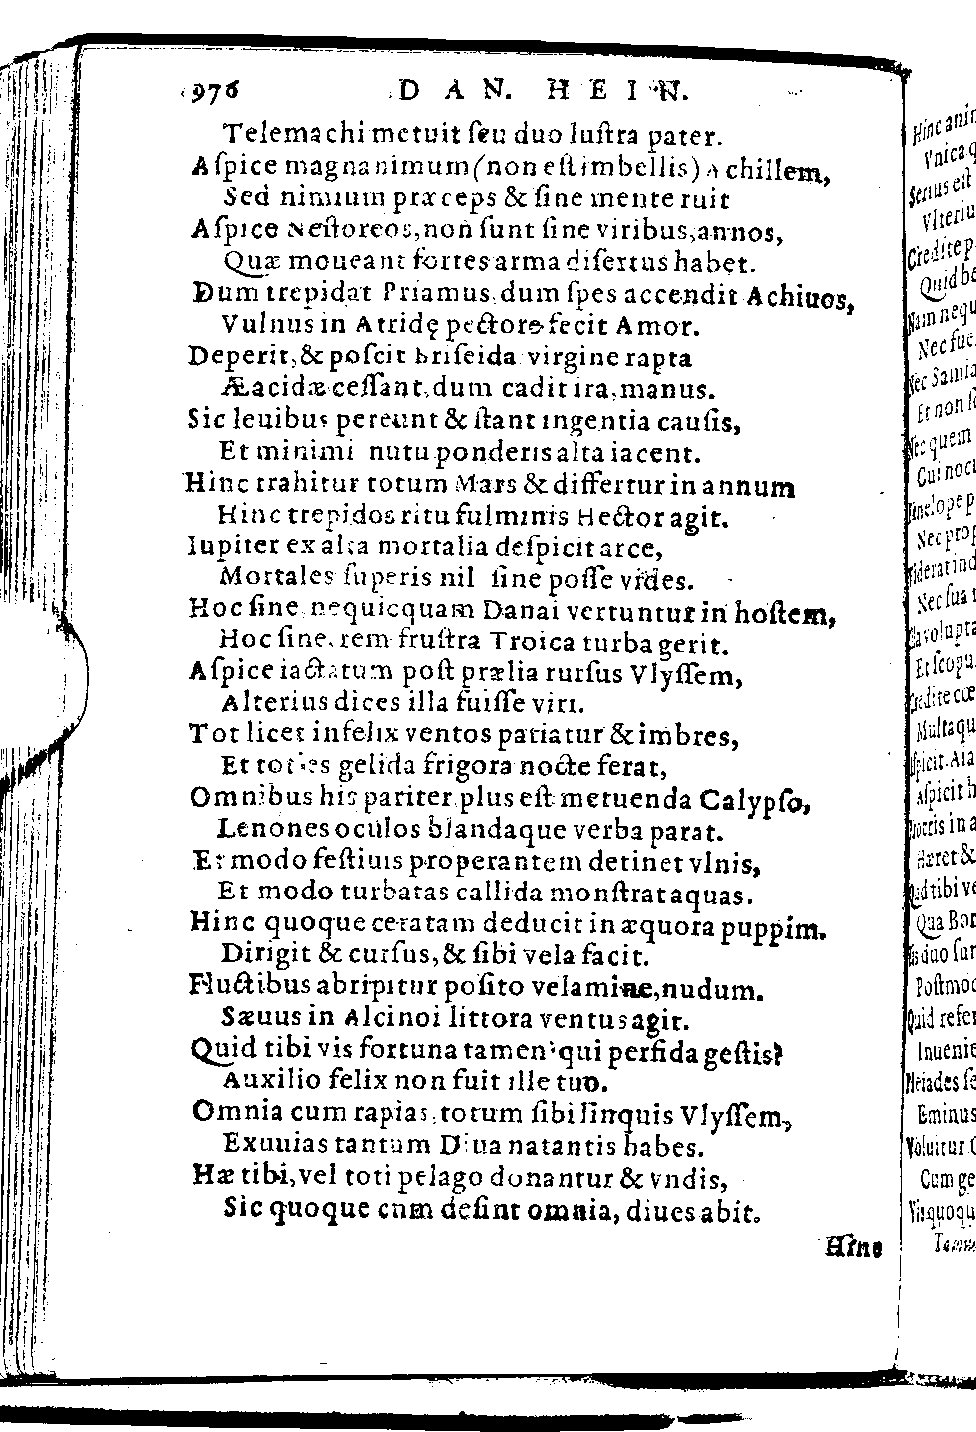 976 DAN. HEIN.
Telemachi metuit ſeu duo luſtra pater.
Aſpice magnanimum (non eſt imbellis) Achillem,
Sed nimium præceps & ſine mente ruit
Aſpice Neſtoreos, non ſunt ſine viribus, annos,
Quæ moueant fortes arma diſertus habet.
Dum trepidat Priamus, dum ſpes accendit Achiuos,
Vulnus in Atridę pectore fecit Amor.
Deperit, & poſcit Briſeida virgine rapta
Æacidæ ceſſant, dum cadit ira, manus.
Sic leuibus pereunt & ſtant ingentia cauſis,
Et minimi nutu ponderis alta iacent.
Hinc trahitur totum Mars & differtur in annum
Hinc trepidos ritu fulminis Hector agit.
Iupiter ex alta mortalia deſpicit arce,
Mortales ſuperis nil ſine poſſe vides.
Hoc ſine nequicquam Danai vertuntur in hoſtem,
Hoc ſine, rem fruſtra Troica turba gerit.
Aſpice iactatum poſt prælia rurſus Vlyſſem,
Alterius dices illa fuiſſe viri.
Tot licet infelix ventos patiatur & imbres,
Et toties gelida frigora nocte ferat,
Omnibus his pariter plus eſt metuenda Calypſo,
Lenones oculos blandaque verba parat.
Et modo feſtiuis properantem detinet vlnis,
Et modo turbatas callida monſtrat aquas.
Hinc quoque ceratam deducit in æquora puppim.
Dirigit & curſus, & ſibi vela facit.
Fluctibus abripitur poſito velamine, nudum.
Sæuus in Alcinoi littora ventus agit.
Quid tibi vis fortuna tamen? qui perfida geſtis?
Auxilio felix non fuit ille tuo.
Omnia cum rapias, totum ſibi linquis Vlyſſem,
Exuuias tantum Diua natantis habes.
Hæ tibi, vel toti pelago donantur & vndis,
Sic quoque cum deſint omnia, diues abit.
Hinc